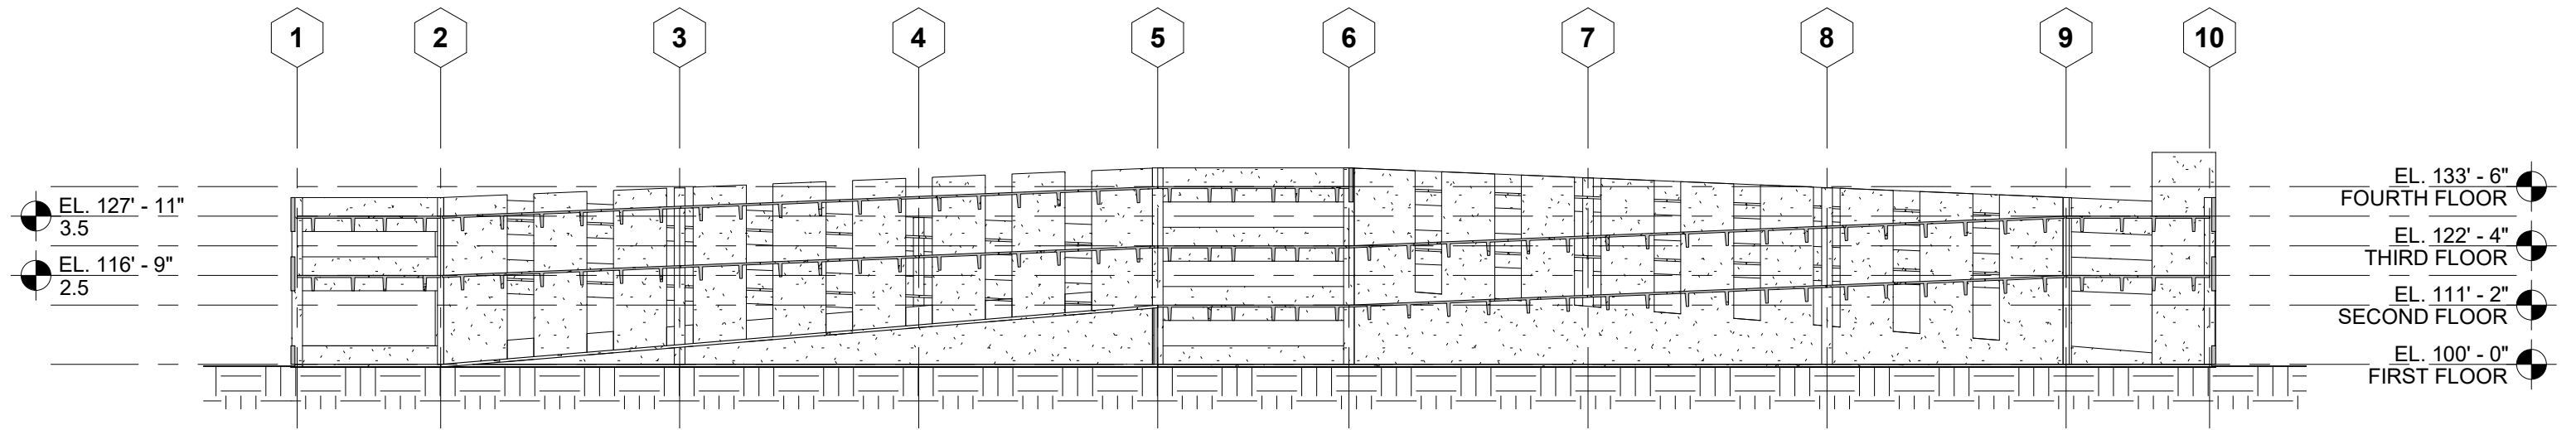 1 2 3 4 5 6 7 8 9 10
EL. 127' - 11"
3.5
EL. 116' - 9"
2.5
EL. 133' - 6"
FOURTH FLOOR
EL. 122' - 4"
THIRD FLOOR
EL. 111' - 2"
SECOND FLOOR
EL. 100' - 0"
FIRST FLOOR